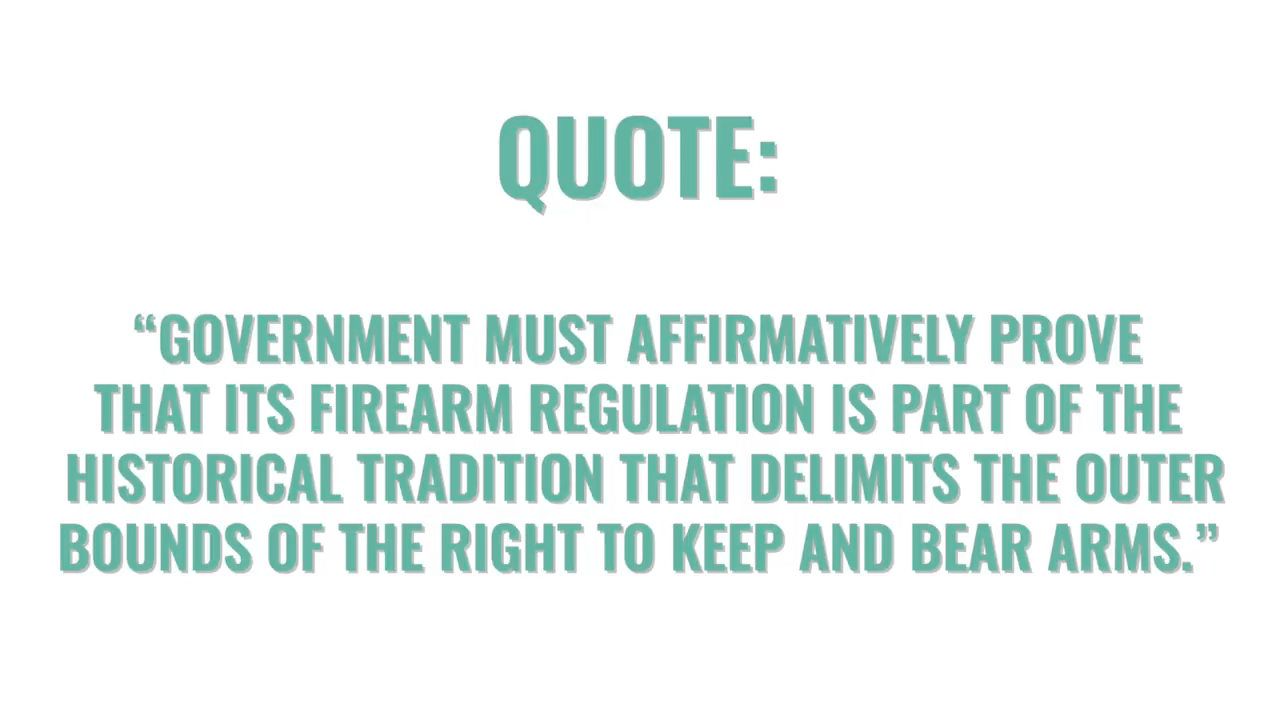 QUOTE:
“GOVERNMENT MUST AFFIRMATIVELY PROVE
THAT ITS FIREARM REGULATION IS PART OF THE
HISTORICAL TRADITION THAT DELIMITS THE OUTER
BOUNDS OF THE RIGHT TO KEEP AND BEAR ARMS.”